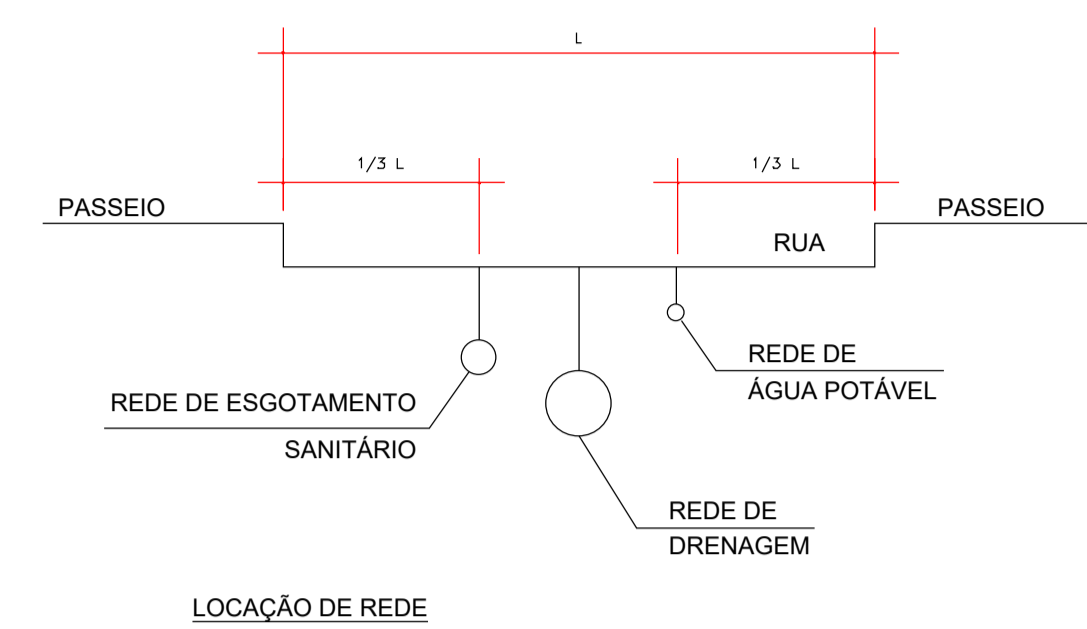 L
1/3 L
1/3 L
PASSEIO
PASSEIO
RUA
REDE DE
ÁGUA POTÁVEL
REDE DE ESGOTAMENTO
SANITÁRIO
REDE DE
DRENAGEM
LOCAÇÃO DE REDE